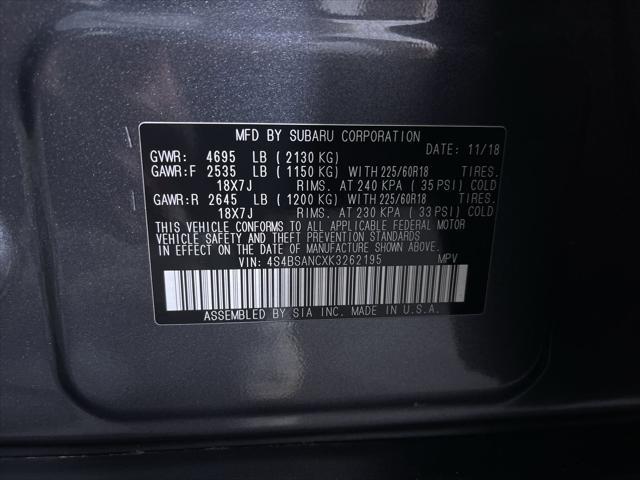 MFD BY SUBARU CORPORATION
GVWR: 4695 LB ( 2130 KG) DATE: 11/18
GAWR:F 2535 LB ( 1150 KG) WITH 225/60R18 TIRES.
18X7J RIMS. AT 240 KPA ( 35 PSI) COLD
GAWR:R 2645 LB ( 1200 KG) WITH 225/60R18 TIRES.
18X7J RIMS. AT 230 KPA ( 33 PSI) COLD
THIS VEHICLE CONFORMS TO ALL APPLICABLE FEDERAL MOTOR
VEHICLE SAFETY AND THEFT PREVENTION STANDARDS
IN EFFECT ON THE DATE OF MANUFACTURE SHOWN ABOVE.
VIN: 4S4BSANCXK3262195 MPV
ASSEMBLED BY SIA INC. MADE IN U.S.A.